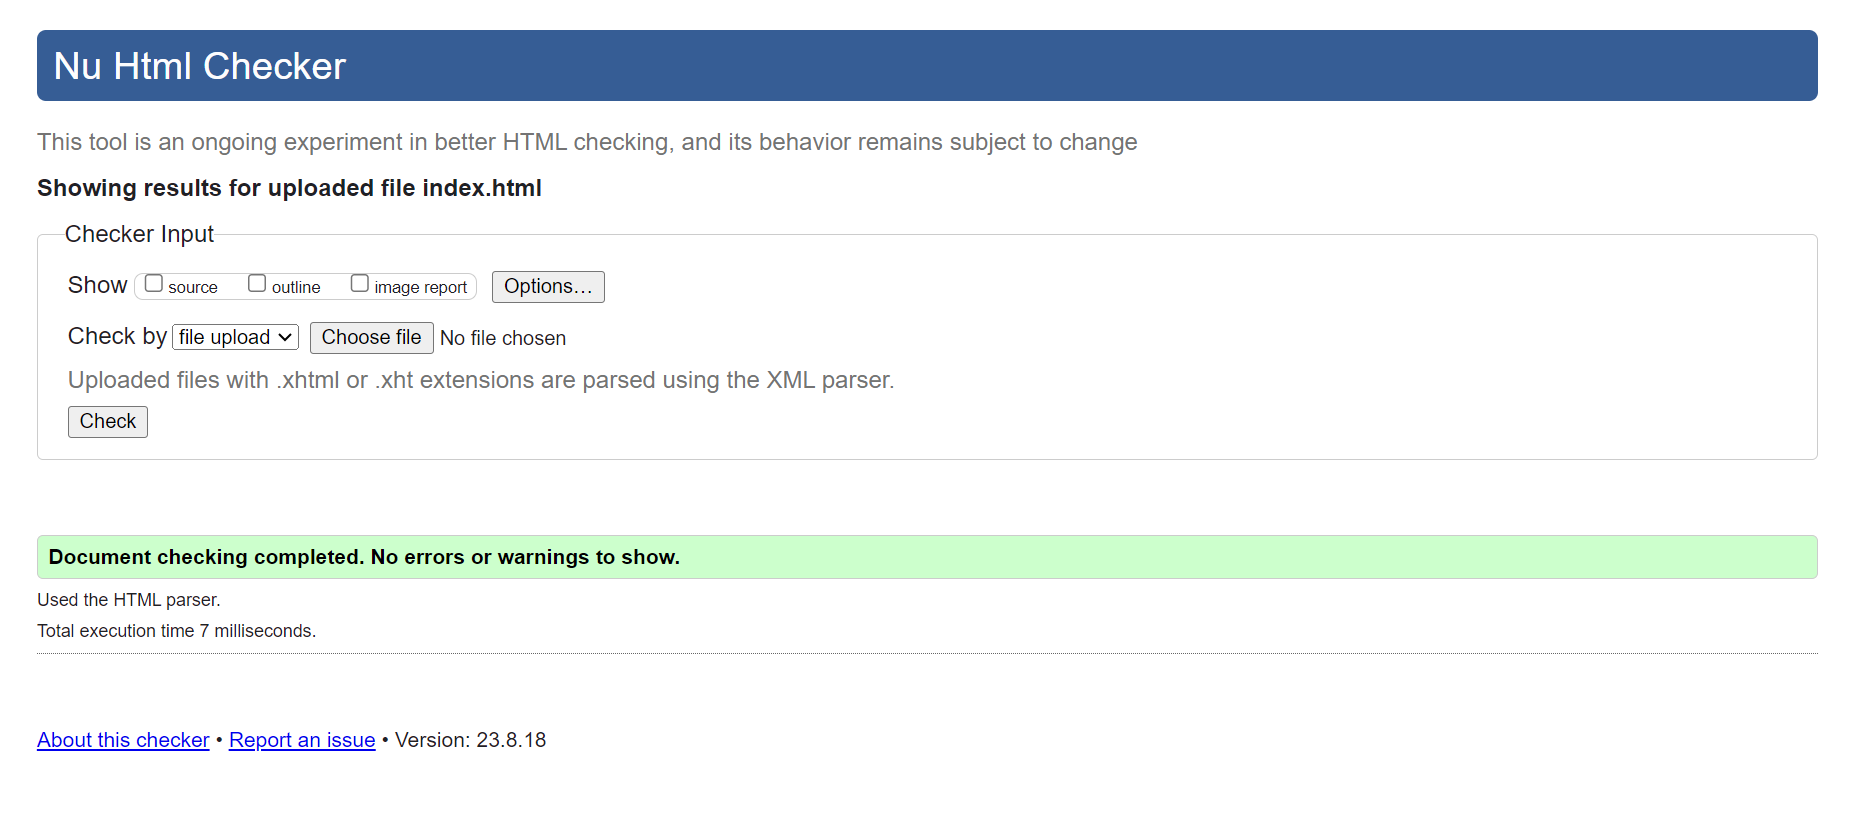 Nu Html Checker
This tool is an ongoing experiment in better HTML checking, and its behavior remains subject to change
Showing results for uploaded file index.html
Checker Input
Show source outline image report Options…
Check by file upload Choose file No file chosen
Uploaded files with .xhtml or .xht extensions are parsed using the XML parser.
Check
Document checking completed. No errors or warnings to show.
Used the HTML parser.
Total execution time 7 milliseconds.
About this checker • Report an issue • Version: 23.8.18